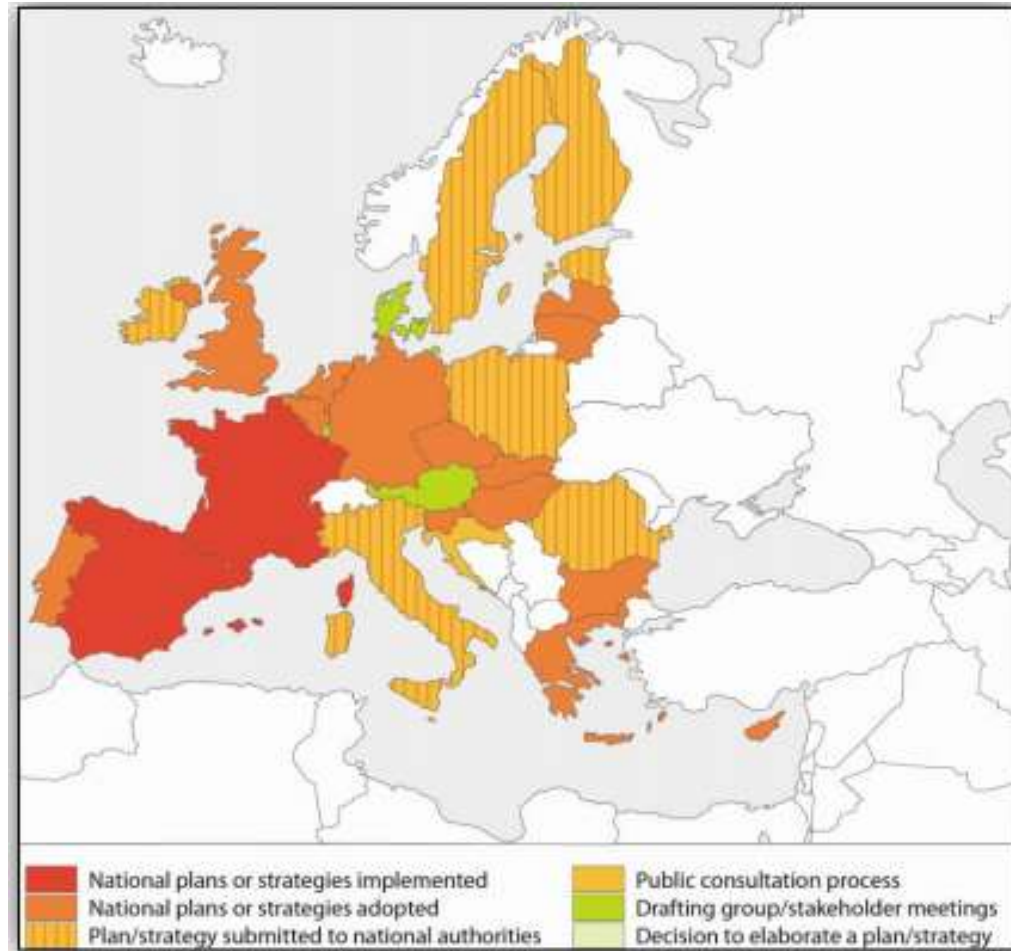 National plans or strategies implemented
National plans or strategies adopted
Plan/strategy submitted to national authorities
Public consultation process
Drafting group/stakeholder meetings
Decision to elaborate a plan/strategy